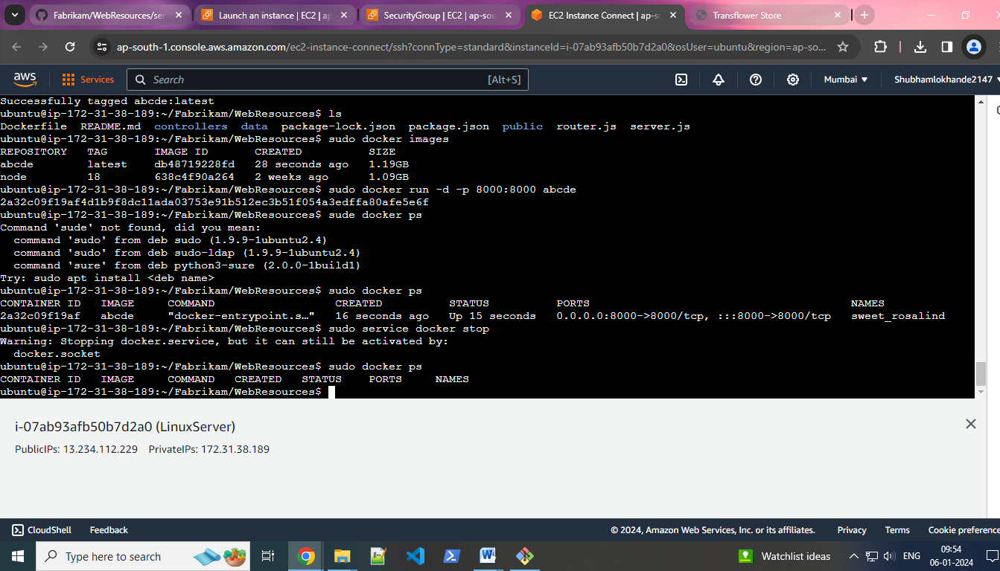 Fabrikam/WebResources/ser
Launch an instance | EC2 | ap
SecurityGroup | EC2 | ap-sou
EC2 Instance Connect | ap-s
Transflower Store
ap-south-1.console.aws.amazon.com/ec2-instance-connect/ssh?connType=standard&instanceId=i-07ab93afb50b7d2a0&osUser=ubuntu&region=ap-so...
aws
Services
Search
[Alt+S]
Mumbai
Shubhamlokhande2147
Successfully tagged abcde:latest
ubuntu@ip-172-31-38-189:~/Fabrikam/WebResources$ ls
Dockerfile README.md controllers data package-lock.json package.json public router.js server.js
ubuntu@ip-172-31-38-189:~/Fabrikam/WebResources$ sudo docker images
REPOSITORY TAG IMAGE ID CREATED SIZE
abcde latest db48719228fd 28 seconds ago 1.19GB
node 18 638c4f90a264 2 weeks ago 1.09GB
ubuntu@ip-172-31-38-189:~/Fabrikam/WebResources$ sudo docker run -d -p 8000:8000 abcde
2a32c09f19af4d1b9f8dc11ada03753e91b512ec3b51f054a3edffa80afe5e6f
ubuntu@ip-172-31-38-189:~/Fabrikam/WebResources$ sude docker ps
Command 'sude' not found, did you mean:
command 'sudo' from deb sudo (1.9.9-1ubuntu2.4)
command 'sudo' from deb sudo-ldap (1.9.9-1ubuntu2.4)
command 'sure' from deb python3-sure (2.0.0-1build1)
Try: sudo apt install <deb name>
ubuntu@ip-172-31-38-189:~/Fabrikam/WebResources$ sudo docker ps
CONTAINER ID IMAGE COMMAND CREATED STATUS PORTS NAMES
2a32c09f19af abcde "docker-entrypoint.s…" 16 seconds ago Up 15 seconds 0.0.0.0:8000->8000/tcp, :::8000->8000/tcp sweet_rosalind
ubuntu@ip-172-31-38-189:~/Fabrikam/WebResources$ sudo service docker stop
Warning: Stopping docker.service, but it can still be activated by:
docker.socket
ubuntu@ip-172-31-38-189:~/Fabrikam/WebResources$ sudo docker ps
CONTAINER ID IMAGE COMMAND CREATED STATUS PORTS NAMES
ubuntu@ip-172-31-38-189:~/Fabrikam/WebResources$
i-07ab93afb50b7d2a0 (LinuxServer)
PublicIPs: 13.234.112.229 PrivateIPs: 172.31.38.189
CloudShell
Feedback
© 2024, Amazon Web Services, Inc. or its affiliates.
Privacy
Terms
Cookie preference
Type here to search
Watchlist ideas
ENG
09:54
06-01-2024